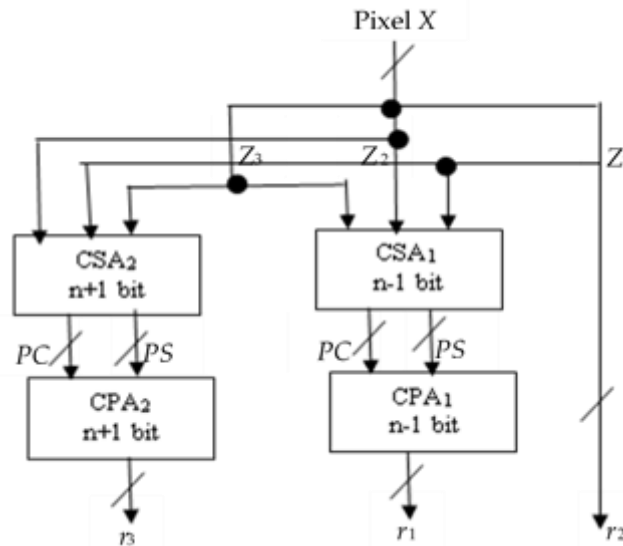 Pixel X
Z3
Z2
Z
CSA2
n+1 bit
CSA1
n-1 bit
PC
PS
PC
PS
CPA2
n+1 bit
CPA1
n-1 bit
r3
r1
r2